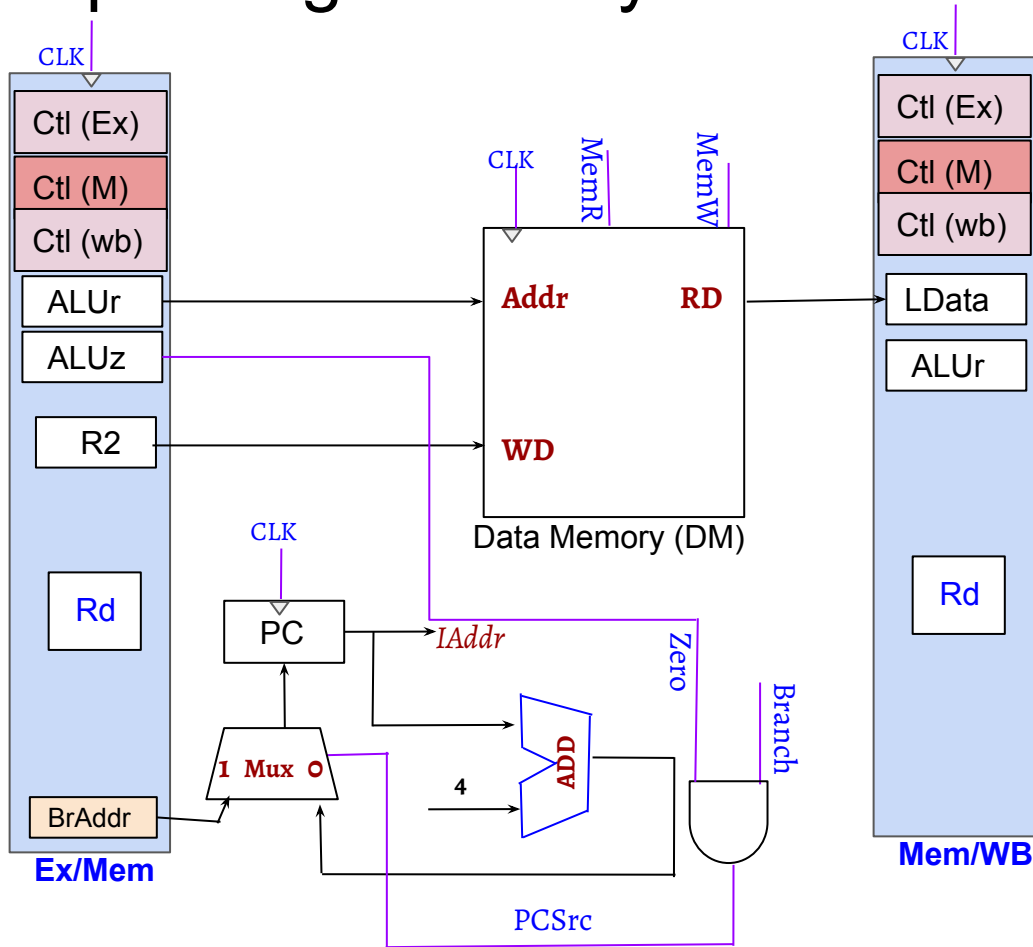 CLK
Ctl (Ex)
Ctl (M)
Ctl (wb)
ALUr
ALUz
R2
Rd
BrAddr
Ex/Mem
CLK
MemR
MemW
Addr
RD
WD
Data Memory (DM)
CLK
PC
IAddr
1 Mux 0
4
ADD
Zero
Branch
PCSrc
CLK
Ctl (Ex)
Ctl (M)
Ctl (wb)
LData
ALUr
Rd
Mem/WB